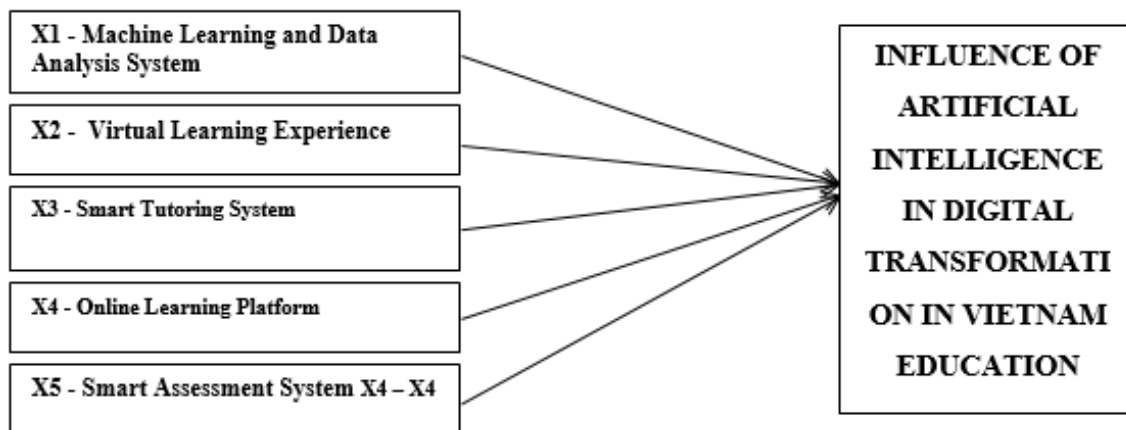 X1 - Machine Learning and Data
Analysis System
X2 - Virtual Learning Experience
X3 - Smart Tutoring System
X4 - Online Learning Platform
X5 - Smart Assessment System X4 – X4
INFLUENCE OF
ARTIFICIAL
INTELLIGENCE
IN DIGITAL
TRANSFORMATI
ON IN VIETNAM
EDUCATION